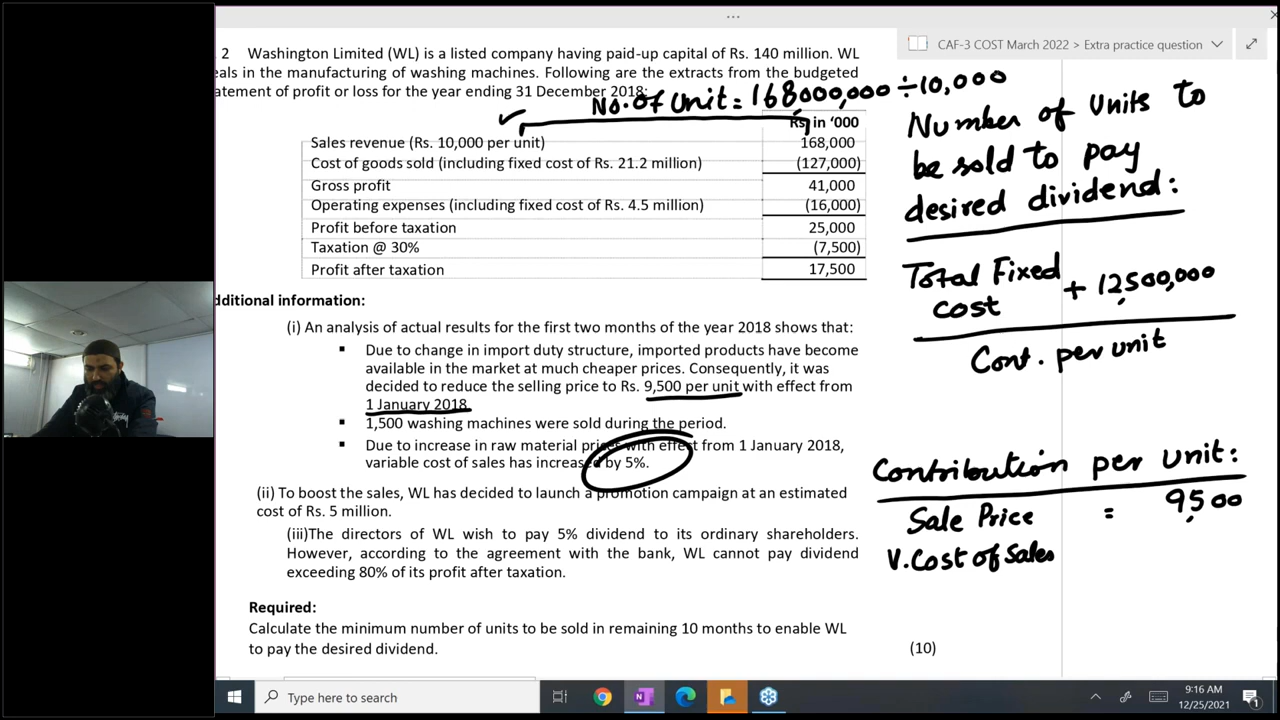 CAF-3 COST March 2022 > Extra practice question
2 Washington Limited (WL) is a listed company having paid-up capital of Rs. 140 million. WL
eals in the manufacturing of washing machines. Following are the extracts from the budgeted
atement of profit or loss for the year ending 31 December 2018:
No. of Unit = 168,000,000 ÷ 10,000
Rs. in ‘000
Sales revenue (Rs. 10,000 per unit) 168,000
Cost of goods sold (including fixed cost of Rs. 21.2 million) (127,000)
Gross profit 41,000
Operating expenses (including fixed cost of Rs. 4.5 million) (16,000)
Profit before taxation 25,000
Taxation @ 30% (7,500)
Profit after taxation 17,500
dditional information:
(i) An analysis of actual results for the first two months of the year 2018 shows that:
▪ Due to change in import duty structure, imported products have become
available in the market at much cheaper prices. Consequently, it was
decided to reduce the selling price to Rs. 9,500 per unit with effect from
1 January 2018.
▪ 1,500 washing machines were sold during the period.
▪ Due to increase in raw material prices with effect from 1 January 2018,
variable cost of sales has increased by 5%.
(ii) To boost the sales, WL has decided to launch a promotion campaign at an estimated
cost of Rs. 5 million.
(iii)The directors of WL wish to pay 5% dividend to its ordinary shareholders.
However, according to the agreement with the bank, WL cannot pay dividend
exceeding 80% of its profit after taxation.
Required:
Calculate the minimum number of units to be sold in remaining 10 months to enable WL
to pay the desired dividend. (10)
Number of Units to
be sold to pay
desired dividend:
Total Fixed
Cost + 12,500,000
Cont. per unit
Contribution per unit:
Sale Price = 9,500
V. Cost of Sales
Type here to search
9:16 AM
12/25/2021